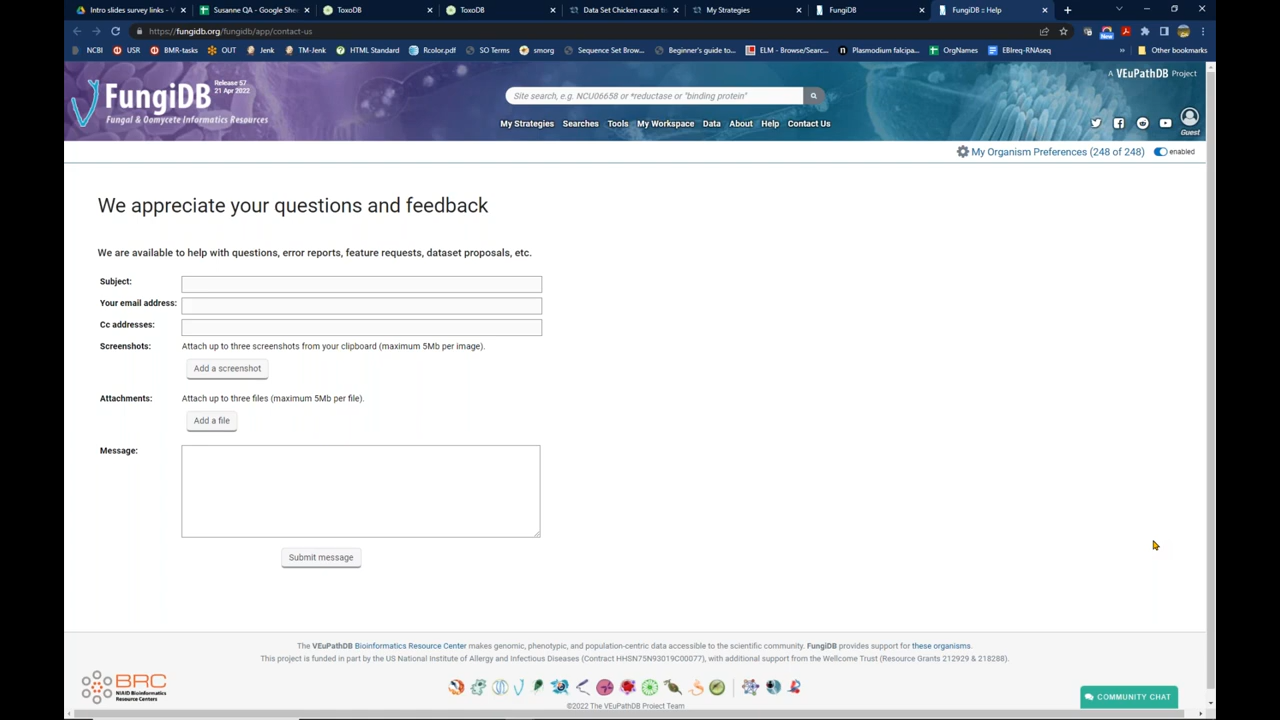 Intro slides survey links - V
Susanne QA - Google Shee
ToxoDB
ToxoDB
Data Set Chicken caecal tis
My Strategies
FungiDB
FungiDB :: Help
https://fungidb.org/fungidb/app/contact-us
New
NCBI
USR
BMR-tasks
OUT
Jenk
TM-Jenk
HTML Standard
Rcolor.pdf
SO Terms
smorg
Sequence Set Brow...
Beginner's guide to...
ELM - Browse/Searc...
Plasmodium falcipa...
OrgNames
EBIreq-RNAseq
»
Other bookmarks
FungiDB
Release 57
21 Apr 2022
Fungal & Oomycete Informatics Resources
Site search, e.g. NCU06658 or *reductase or "binding protein"
A VEuPathDB Project
My Strategies Searches Tools My Workspace Data About Help Contact Us
Guest
My Organism Preferences (248 of 248) enabled
We appreciate your questions and feedback
We are available to help with questions, error reports, feature requests, dataset proposals, etc.
Subject:
Your email address:
Cc addresses:
Screenshots: Attach up to three screenshots from your clipboard (maximum 5Mb per image).
Add a screenshot
Attachments: Attach up to three files (maximum 5Mb per file).
Add a file
Message:
Submit message
The VEuPathDB Bioinformatics Resource Center makes genomic, phenotypic, and population-centric data accessible to the scientific community. FungiDB provides support for these organisms.
This project is funded in part by the US National Institute of Allergy and Infectious Diseases (Contract HHSN75N93019C00077), with additional support from the Wellcome Trust (Resource Grants 212929 & 218288).
BRC
NIAID Bioinformatics
Resource Centers
©2022 The VEuPathDB Project Team
COMMUNITY CHAT